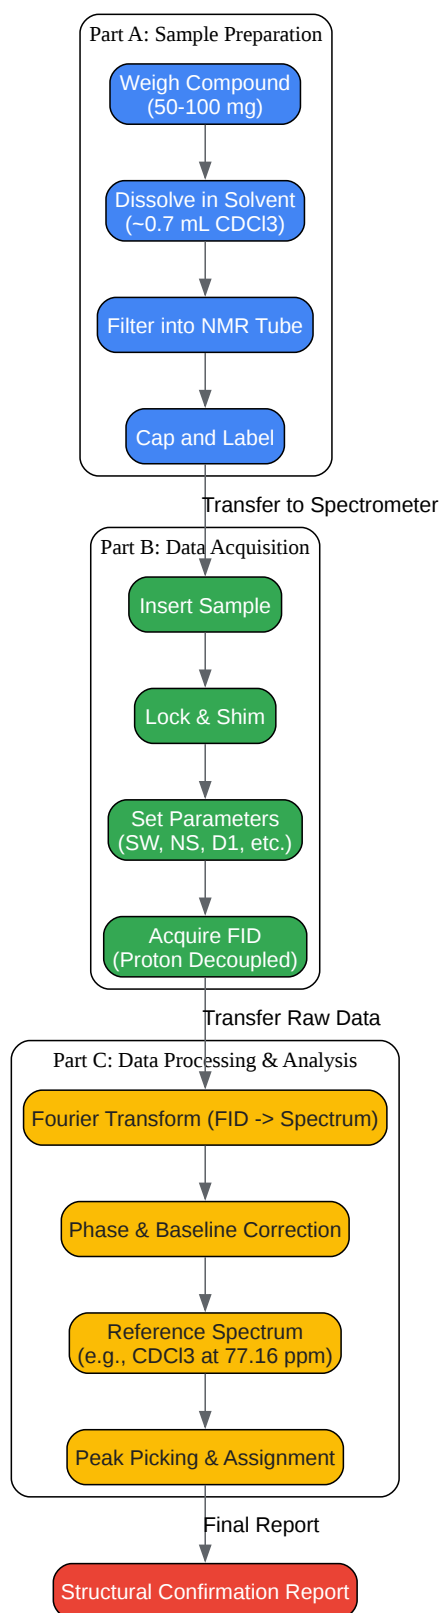 Part A: Sample Preparation
Weigh Compound
(50-100 mg)
Dissolve in Solvent
(~0.7 mL CDCl3)
Filter into NMR Tube
Cap and Label
Transfer to Spectrometer
Part B: Data Acquisition
Insert Sample
Lock & Shim
Set Parameters
(SW, NS, D1, etc.)
Acquire FID
(Proton Decoupled)
Transfer Raw Data
Part C: Data Processing & Analysis
Fourier Transform (FID -> Spectrum)
Phase & Baseline Correction
Reference Spectrum
(e.g., CDCl3 at 77.16 ppm)
Peak Picking & Assignment
Final Report
Structural Confirmation Report